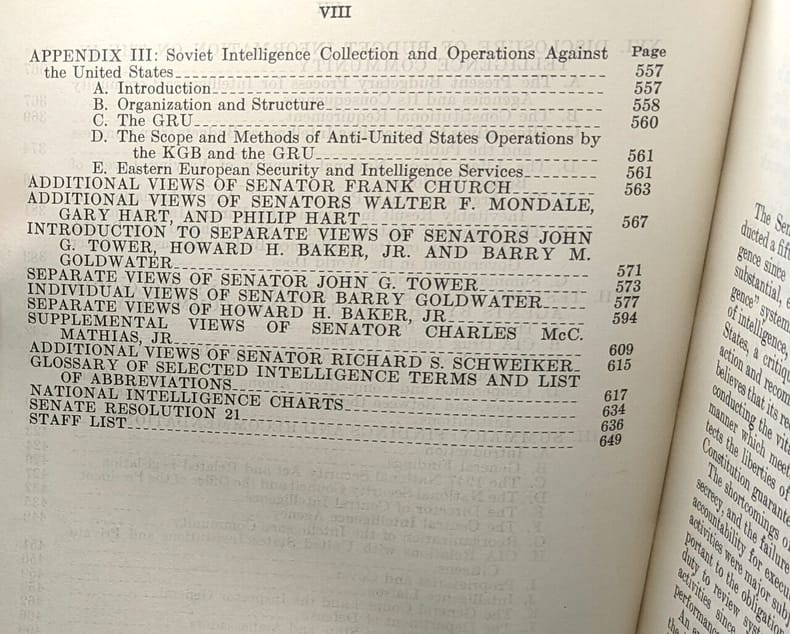 VIII
APPENDIX III: Soviet Intelligence Collection and Operations Against Page
the United States 557
A. Introduction 557
B. Organization and Structure 558
C. The GRU 560
D. The Scope and Methods of Anti-United States Operations by
the KGB and the GRU 561
E. Eastern European Security and Intelligence Services 561
ADDITIONAL VIEWS OF SENATOR FRANK CHURCH 563
ADDITIONAL VIEWS OF SENATORS WALTER F. MONDALE,
GARY HART, AND PHILIP HART 567
INTRODUCTION TO SEPARATE VIEWS OF SENATORS JOHN
G. TOWER, HOWARD H. BAKER, JR. AND BARRY M.
GOLDWATER 571
SEPARATE VIEWS OF SENATOR JOHN G. TOWER 573
INDIVIDUAL VIEWS OF SENATOR BARRY GOLDWATER 577
SEPARATE VIEWS OF HOWARD H. BAKER, JR 594
SUPPLEMENTAL VIEWS OF SENATOR CHARLES McC.
MATHIAS, JR 609
ADDITIONAL VIEWS OF SENATOR RICHARD S. SCHWEIKER 615
GLOSSARY OF SELECTED INTELLIGENCE TERMS AND LIST
OF ABBREVIATIONS 617
NATIONAL INTELLIGENCE CHARTS 634
SENATE RESOLUTION 21 636
STAFF LIST 649
The Sen
ducted a fif
gence since
substantial, e
gence" system
of intelligence,
States, a critiqu
action and recom
believes that its re
conducting the vita
manner which meet
tects the liberties of
Constitution guarante
The shortcomings o
secrecy, and the failure
accountability for execu
activities were major subj
portant to the obligation
duty to review syst
activities since
performance
An e
the